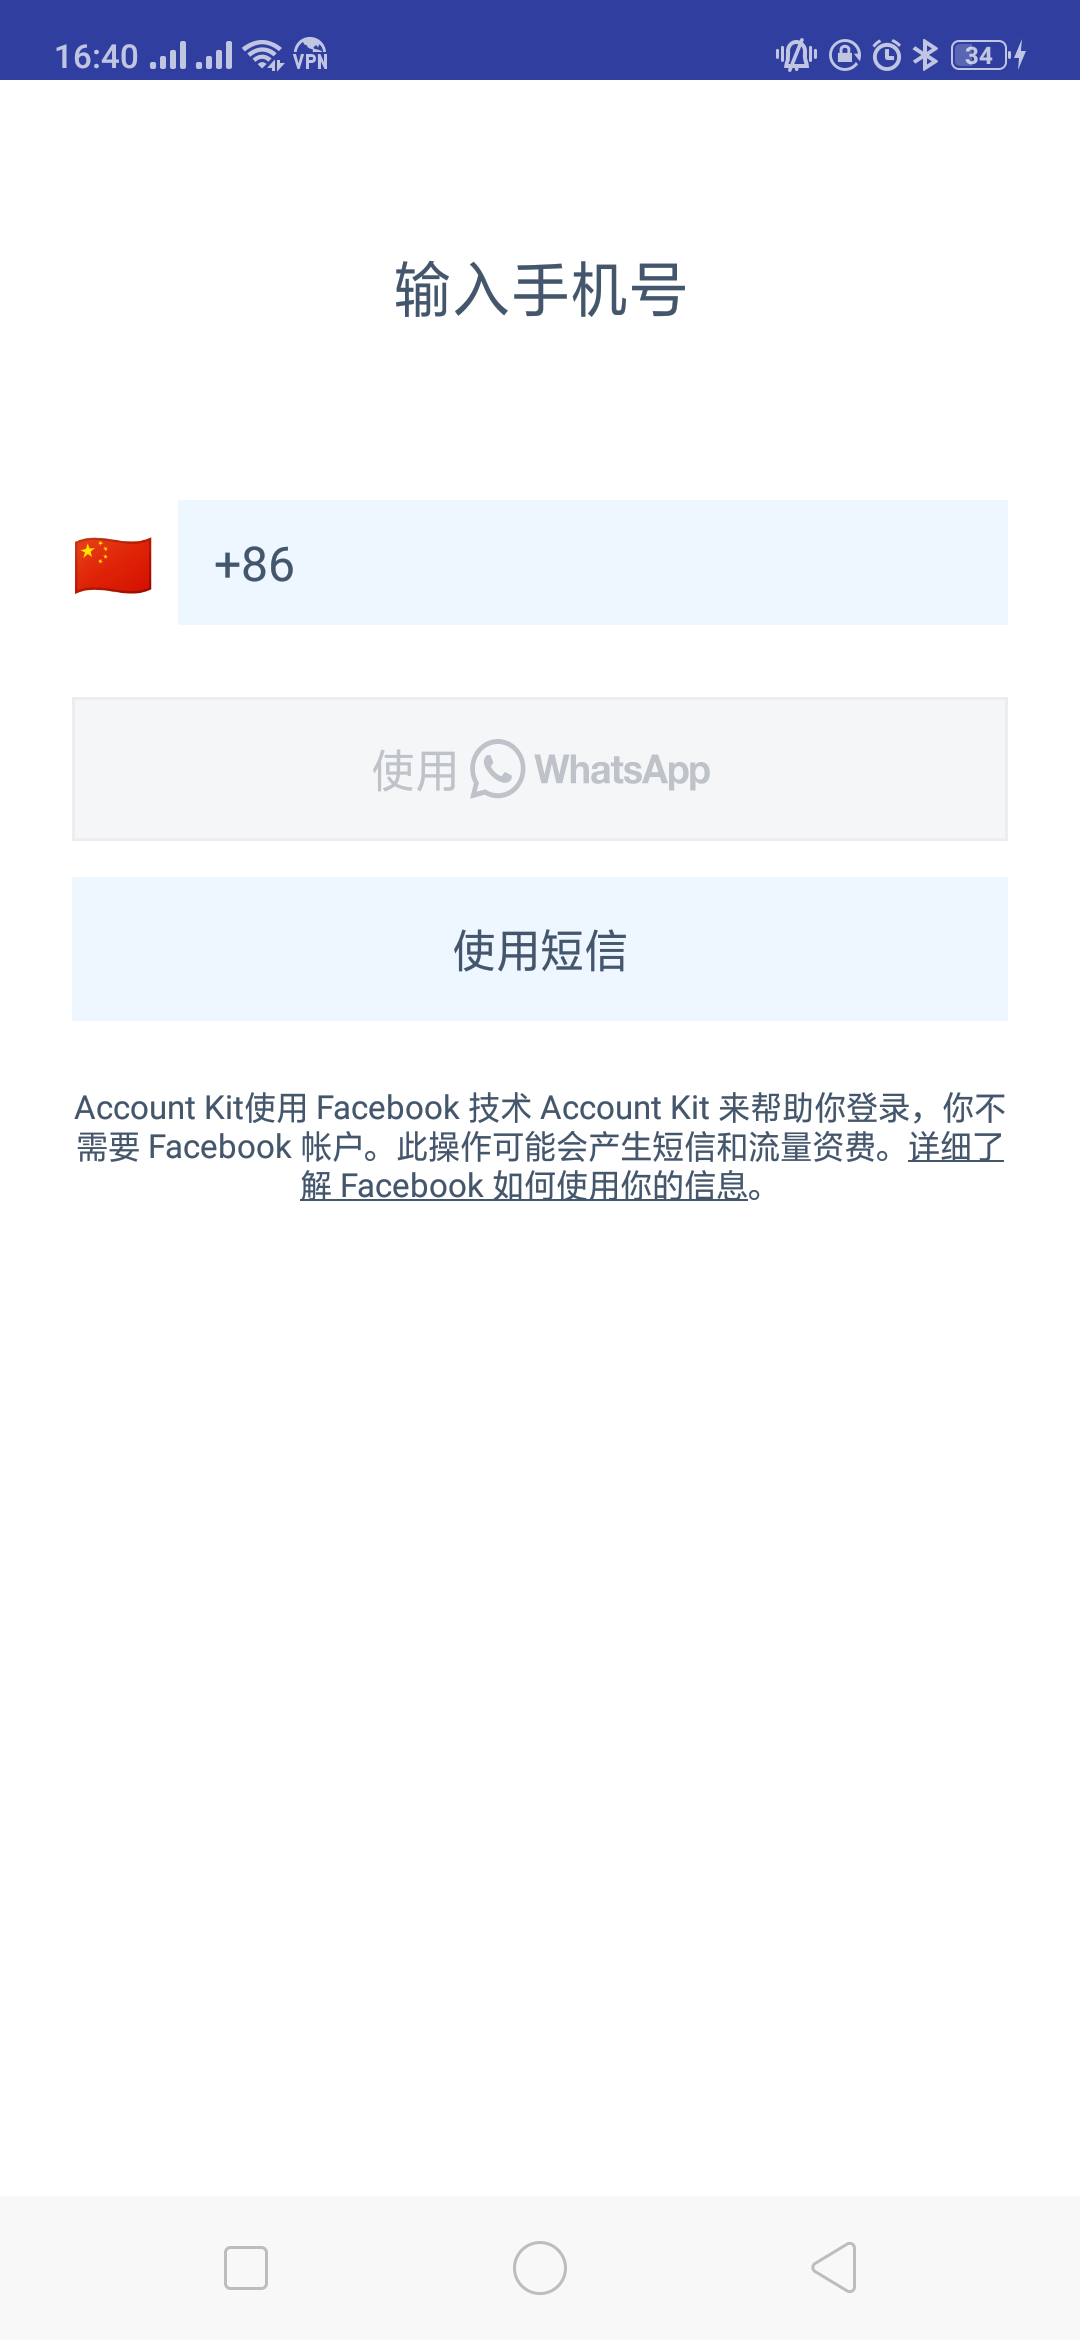 16:40 VPN 34
输入手机号
+86
使用 WhatsApp
使用短信
Account Kit使用 Facebook 技术 Account Kit 来帮助你登录，你不
需要 Facebook 帐户。此操作可能会产生短信和流量资费。详细了
解 Facebook 如何使用你的信息。